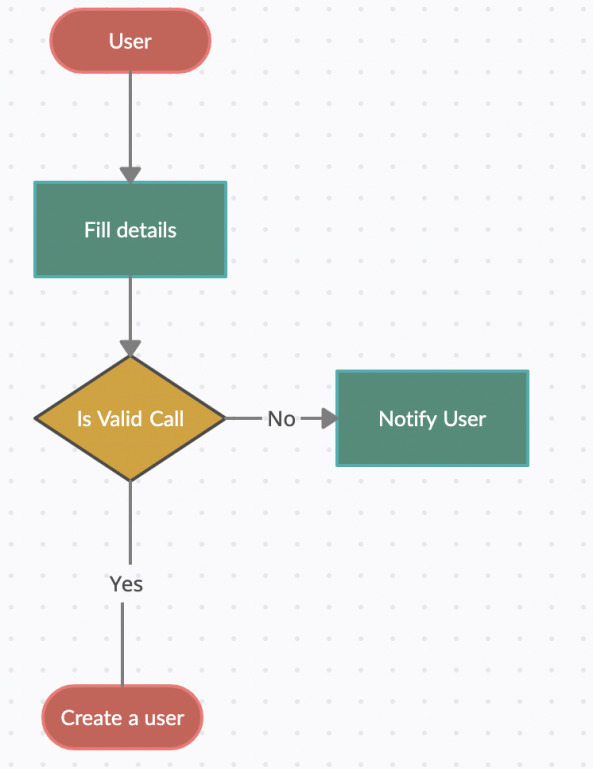 User
Fill details
Is Valid Call
No
Notify User
Yes
Create a user